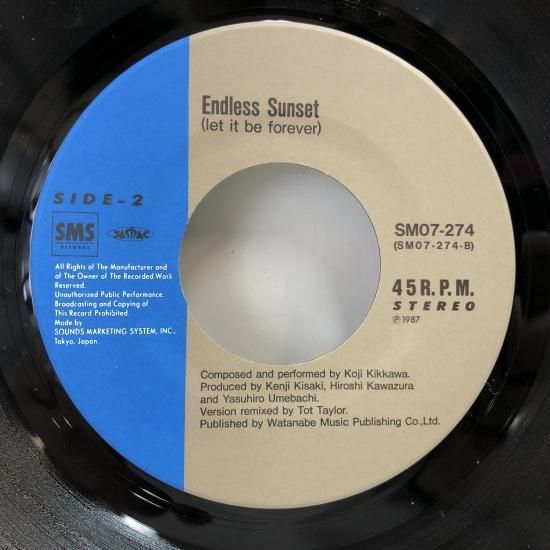 Endless Sunset
(let it be forever)
SIDE-2
SMS
RECORDS
JASRAC
All Rights of The Manufacturer and
of The Owner of The Recorded Work
Reserved.
Unauthorized Public Performance.
Broadcasting and Copying of
This Record Prohibited.
Made by
SOUNDS MARKETING SYSTEM, INC.,
Tokyo, Japan.
SM07-274
(SM07-274-B)
45 R.P.M.
STEREO
Ⓟ1987
Composed and performed by Koji Kikkawa.
Produced by Kenji Kisaki, Hiroshi Kawazura
and Yasuhiro Umebachi.
Version remixed by Tot Taylor.
Published by Watanabe Music Publishing Co.,Ltd.